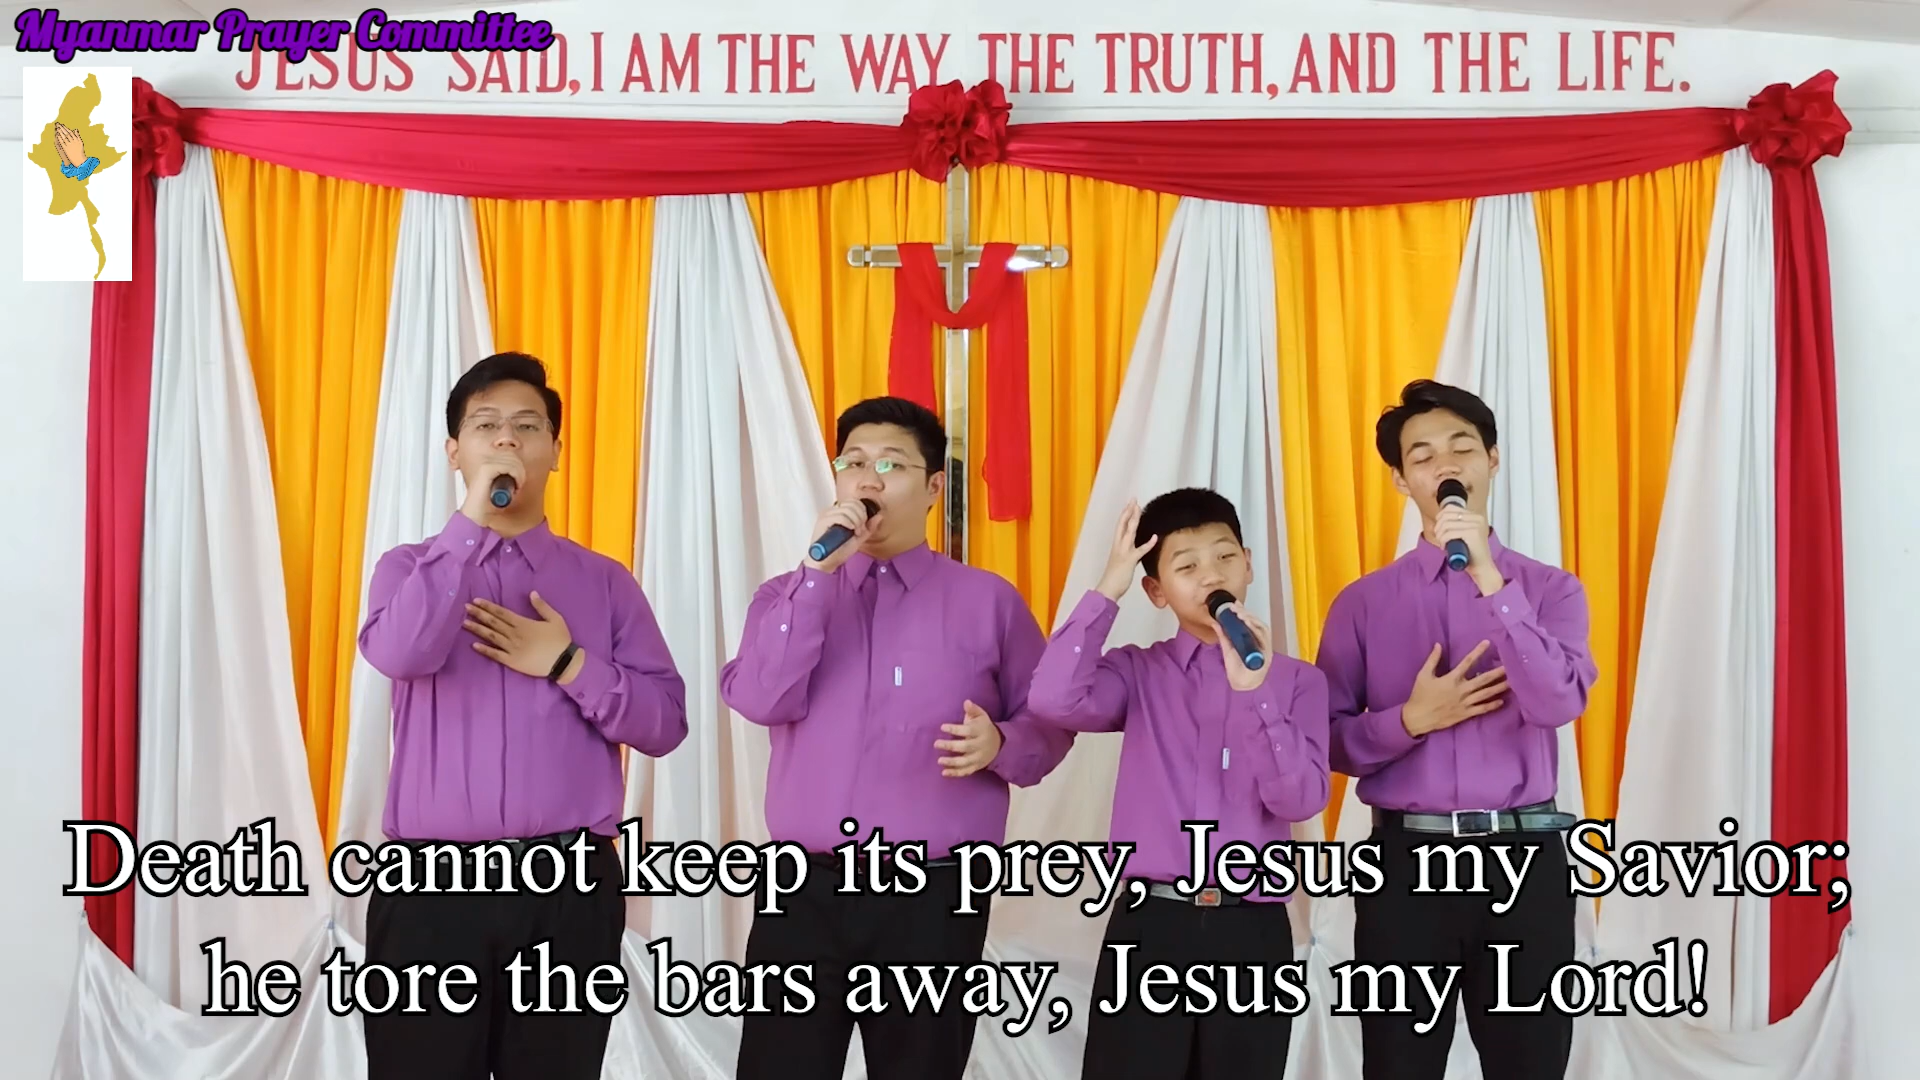 Myanmar Prayer Committee
JESUS SAID, I AM THE WAY, THE TRUTH, AND THE LIFE.
Death cannot keep its prey, Jesus my Savior;
he tore the bars away, Jesus my Lord!